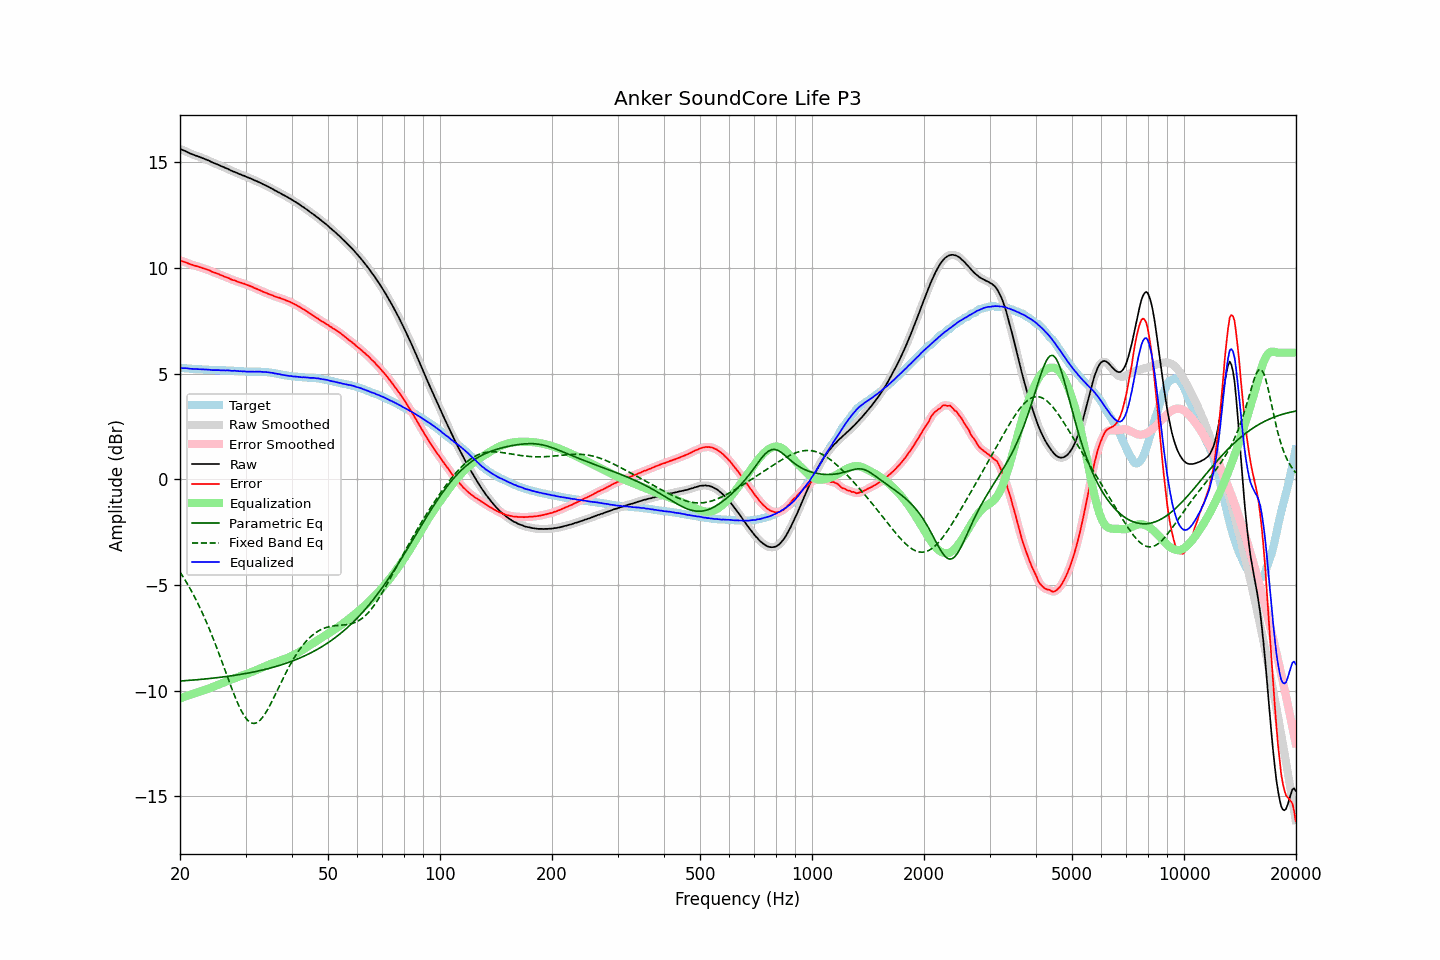 Anker SoundCore Life P3
Amplitude (dBr)
15
10
5
0
−5
−10
−15
Target
Raw Smoothed
Error Smoothed
Raw
Error
Equalization
Parametric Eq
Fixed Band Eq
Equalized
20 50 100 200 500 1000 2000 5000 10000 20000
Frequency (Hz)